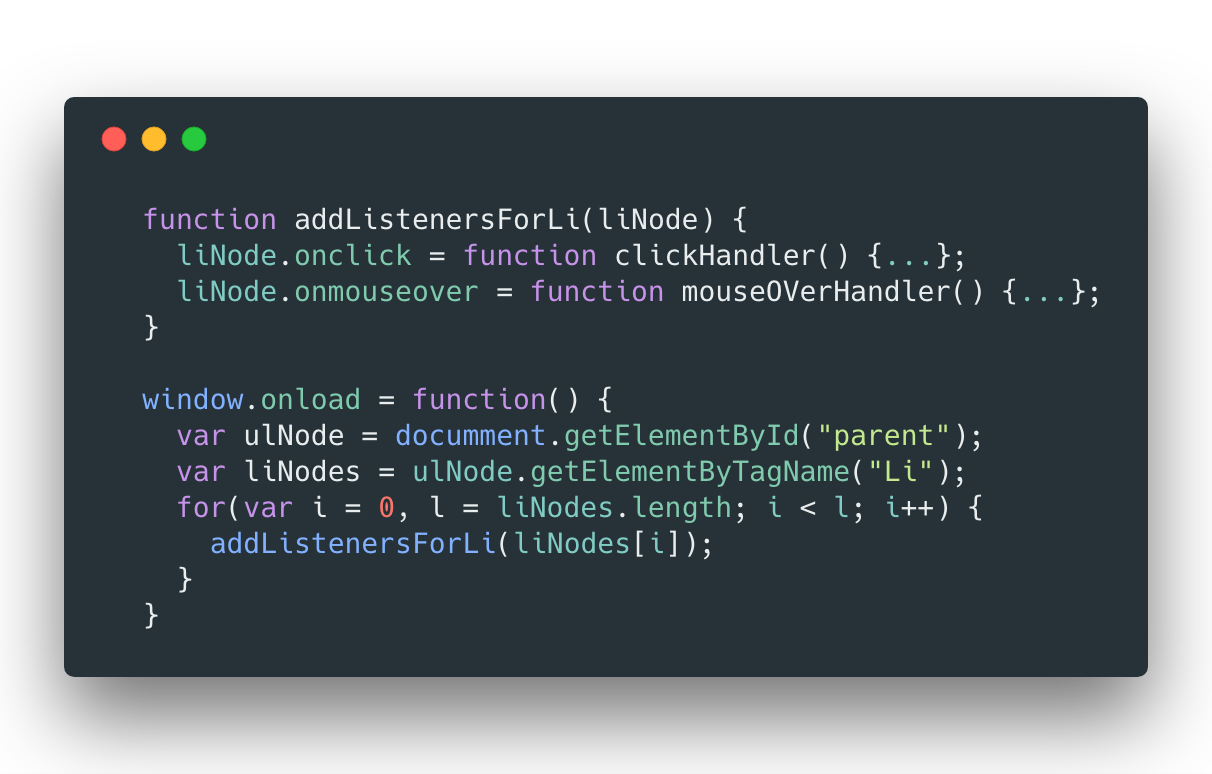 function addListenersForLi(liNode) {
  liNode.onclick = function clickHandler() {...};
  liNode.onmouseover = function mouseOVerHandler() {...};
}

window.onload = function() {
  var ulNode = documment.getElementById("parent");
  var liNodes = ulNode.getElementByTagName("Li");
  for(var i = 0, l = liNodes.length; i < l; i++) {
    addListenersForLi(liNodes[i]);
  }
}